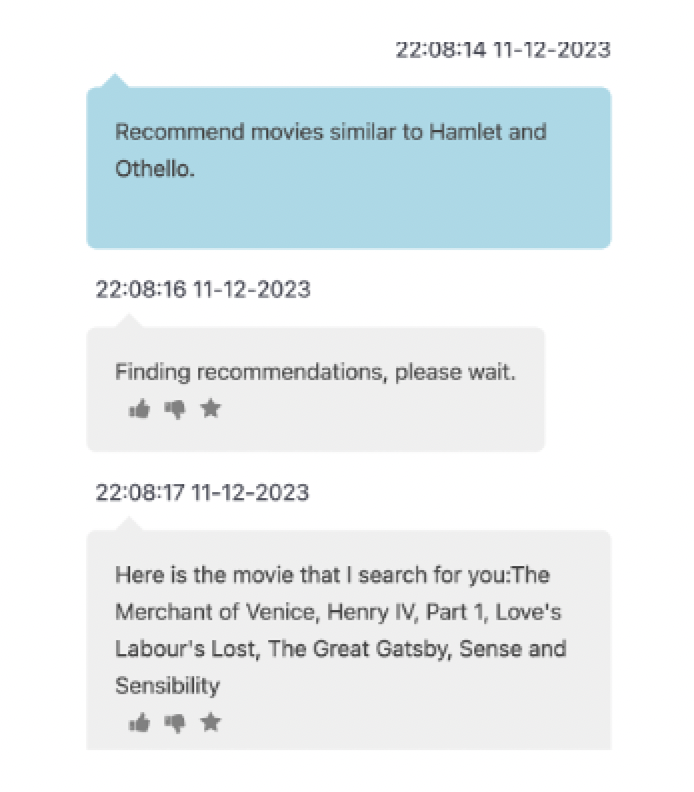 22:08:14 11-12-2023
Recommend movies similar to Hamlet and
Othello.
22:08:16 11-12-2023
Finding recommendations, please wait.
22:08:17 11-12-2023
Here is the movie that I search for you:The
Merchant of Venice, Henry IV, Part 1, Love's
Labour's Lost, The Great Gatsby, Sense and
Sensibility